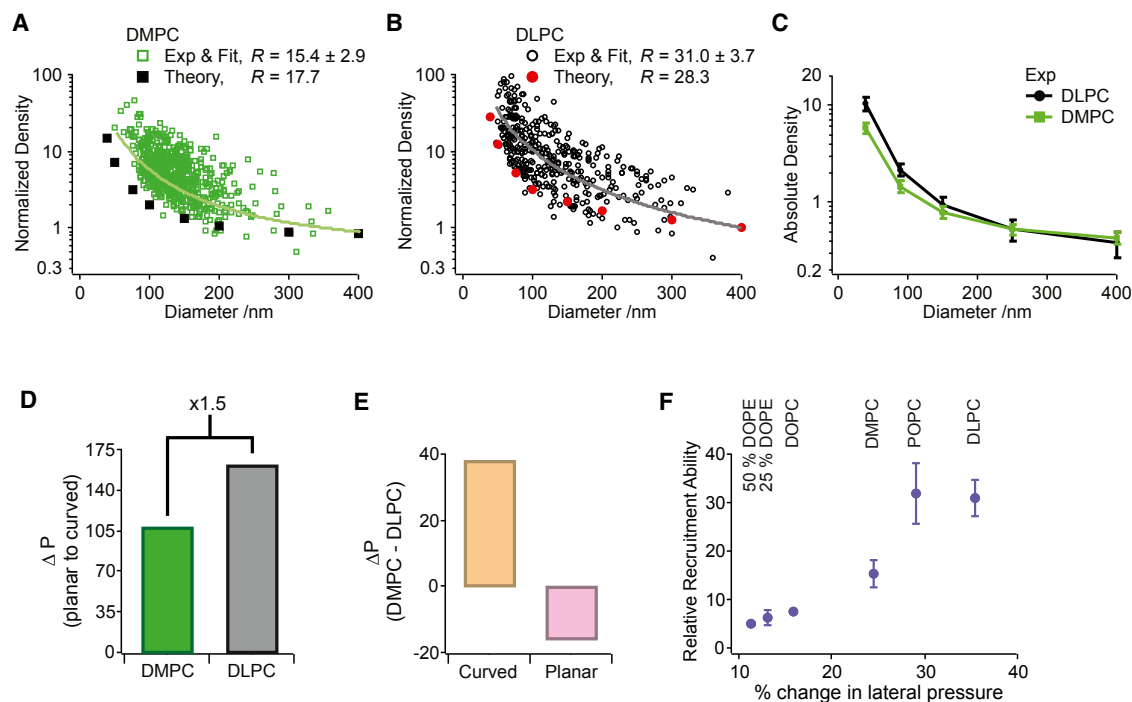 A
DMPC
Exp & Fit, R = 15.4 ± 2.9
Theory, R = 17.7
100
10
1
0.3
Normalized Density
100
200
300
400
Diameter /nm
B
DLPC
Exp & Fit, R = 31.0 ± 3.7
Theory, R = 28.3
100
10
1
0.3
Normalized Density
0
100
200
300
400
Diameter /nm
C
Exp
DLPC
DMPC
20
10
1
0.2
Absolute Density
0
100
200
300
400
Diameter /nm
D
x1.5
175
140
105
70
35
0
Δ P
(planar to curved)
DMPC
DLPC
E
40
20
0
-20
ΔP
(DMPC - DLPC)
Curved
Planar
F
50 % DOPE
25 % DOPE
DOPC
DMPC
POPC
DLPC
40
30
20
10
0
Relative Recruitment Ability
10
20
30
40
% change in lateral pressure